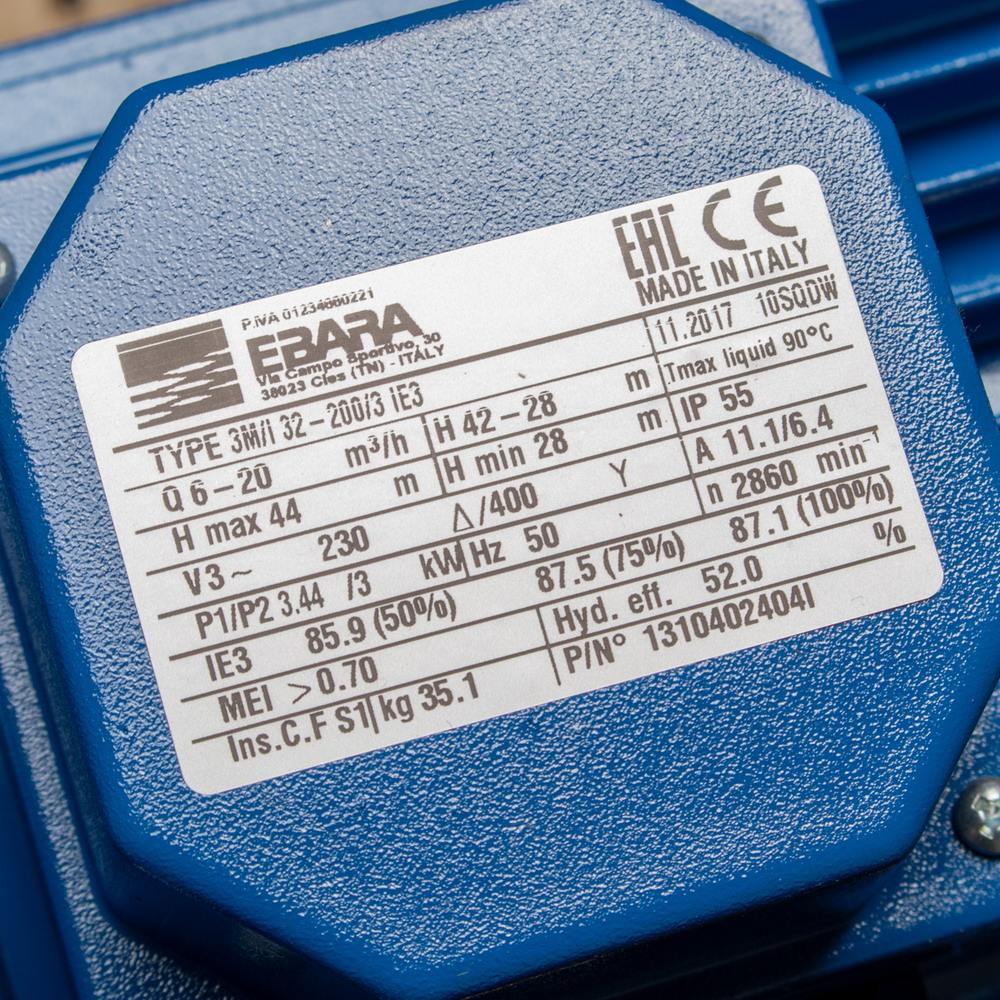 P.IVA 01234660221
EBARA
Via Campo Sportivo, 30
38023 Cles (TN) - ITALY
EAC CE
MADE IN ITALY
TYPE 3M/I 32-200/3 IE3 11.2017 10SQDW
Q 6-20 m³/h H 42-28 m Tmax liquid 90°C
H max 44 m H min 28 m IP 55
V3~ 230 Δ/400 Y A 11.1/6.4
P1/P2 3.44 /3 kW Hz 50 n 2860 min⁻¹
IE3 85.9 (50%) 87.5 (75%) 87.1 (100%)
MEI >0.70 Hyd. eff. 52.0 %
Ins.C.F S1 kg 35.1 P/N° 1310402404I